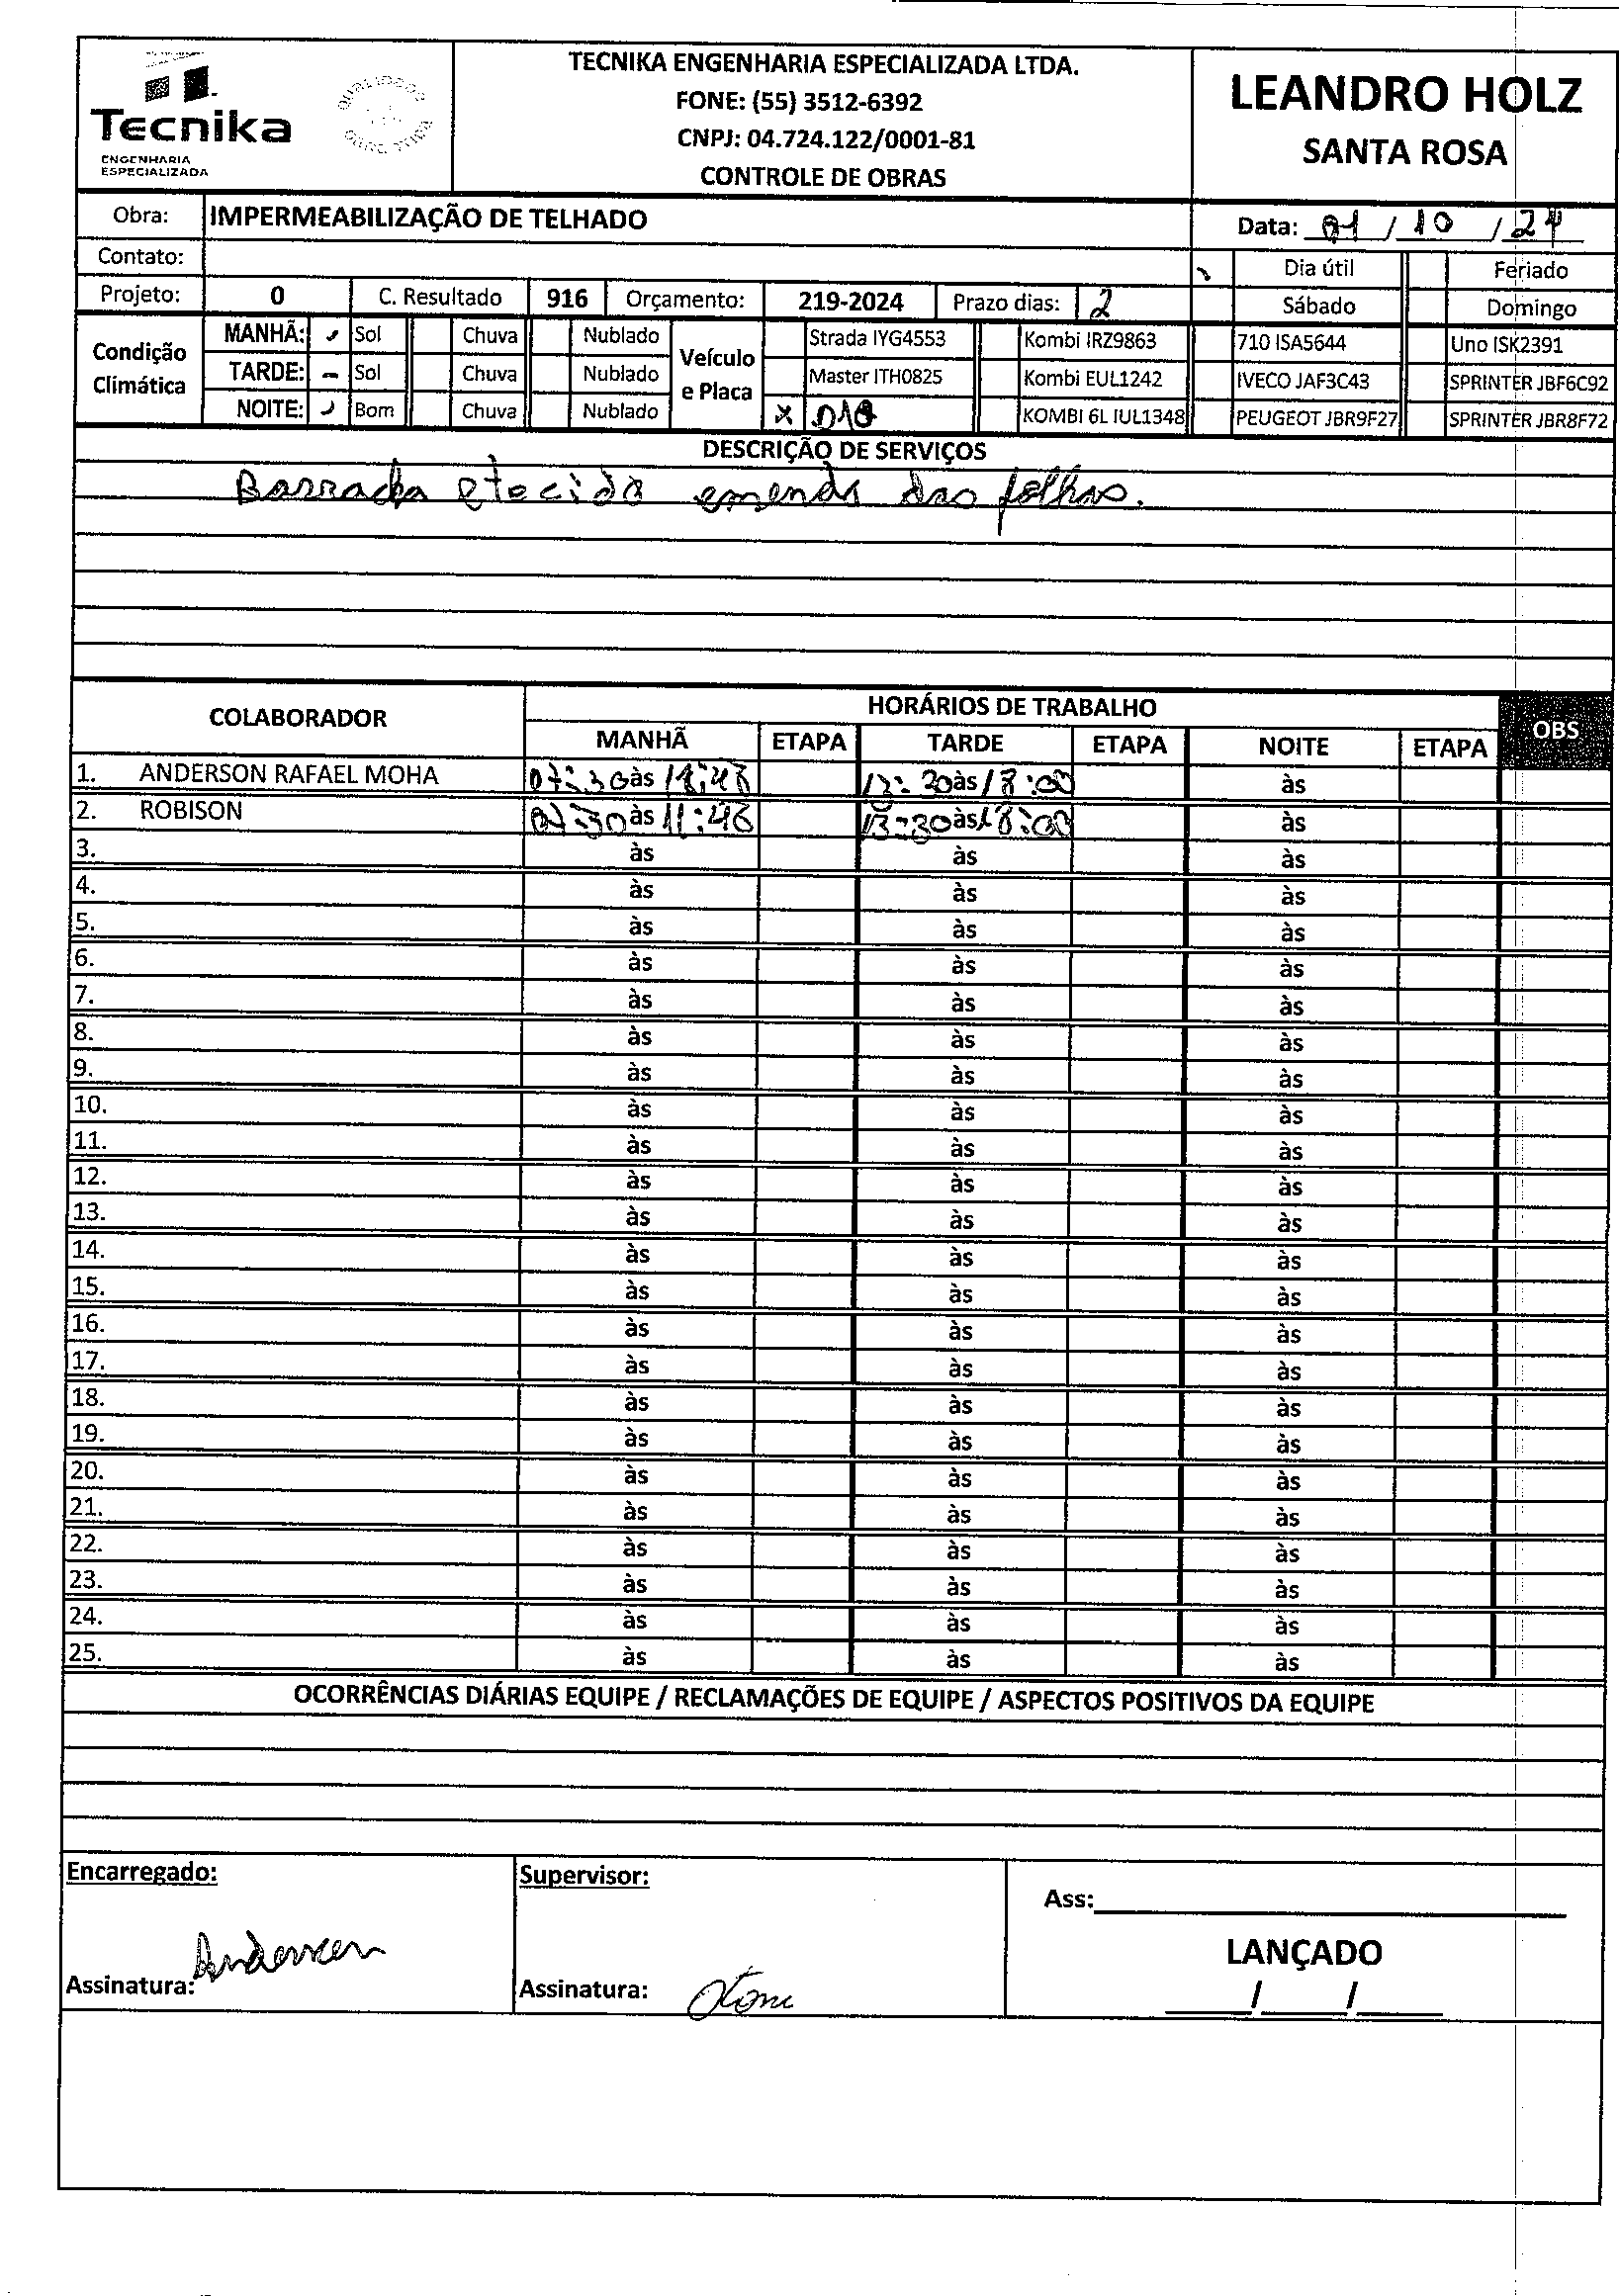 Tecnika
ENGENHARIA
ESPECIALIZADA
TECNIKA ENGENHARIA ESPECIALIZADA LTDA.
FONE: (55) 3512-6392
CNPJ: 04.724.122/0001-81
CONTROLE DE OBRAS
LEANDRO HOLZ
SANTA ROSA
Obra: IMPERMEABILIZAÇÃO DE TELHADO
Data: 01/10/24
Contato:
Dia útil Feriado
Projeto: 0 C. Resultado 916 Orçamento: 219-2024 Prazo dias: 2 Sábado Domingo
Condição Climática
MANHÃ: Sol Chuva Nublado
TARDE: Sol Chuva Nublado
NOITE: Bom Chuva Nublado
Veículo e Placa
Strada IYG4553 Kombi IRZ9863 710 ISA5644 Uno ISK2391
Master ITH0825 Kombi EUL1242 IVECO JAF3C43 SPRINTER JBF6C92
x KOMBI 6L IUL1348 PEUGEOT JBR9F27 SPRINTER JBR8F72
DESCRIÇÃO DE SERVIÇOS
emenda das folhas.
COLABORADOR HORÁRIOS DE TRABALHO OBS
MANHÃ ETAPA TARDE ETAPA NOITE ETAPA
1. ANDERSON RAFAEL MOHA 07:30 às 13:30 às 18:00 às
2. ROBISON 07:30 às 11:48 13:30 às 18:00 às
3. às às às
4. às às às
5. às às às
6. às às às
7. às às às
8. às às às
9. às às às
10. às às às
11. às às às
12. às às às
13. às às às
14. às às às
15. às às às
16. às às às
17. às às às
18. às às às
19. às às às
20. às às às
21. às às às
22. às às às
23. às às às
24. às às às
25. às às às
OCORRÊNCIAS DIÁRIAS EQUIPE / RECLAMAÇÕES DE EQUIPE / ASPECTOS POSITIVOS DA EQUIPE
Encarregado:
Assinatura: Anderson
Supervisor:
Assinatura:
Ass:
LANÇADO
/ /